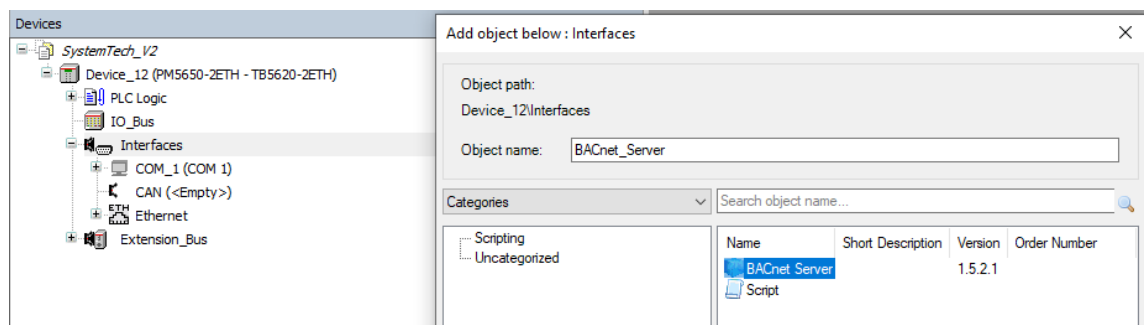 Devices
SystemTech_V2
Device_12 (PM5650-2ETH - TB5620-2ETH)
PLC Logic
IO_Bus
Interfaces
COM_1 (COM 1)
CAN (<Empty>)
ETH
Ethernet
Extension_Bus
Add object below : Interfaces
Object path:
Device_12\Interfaces
Object name: BACnet_Server
Categories
Search object name...
Scripting
Uncategorized
Name Short Description Version Order Number
BACnet Server 1.5.2.1
Script